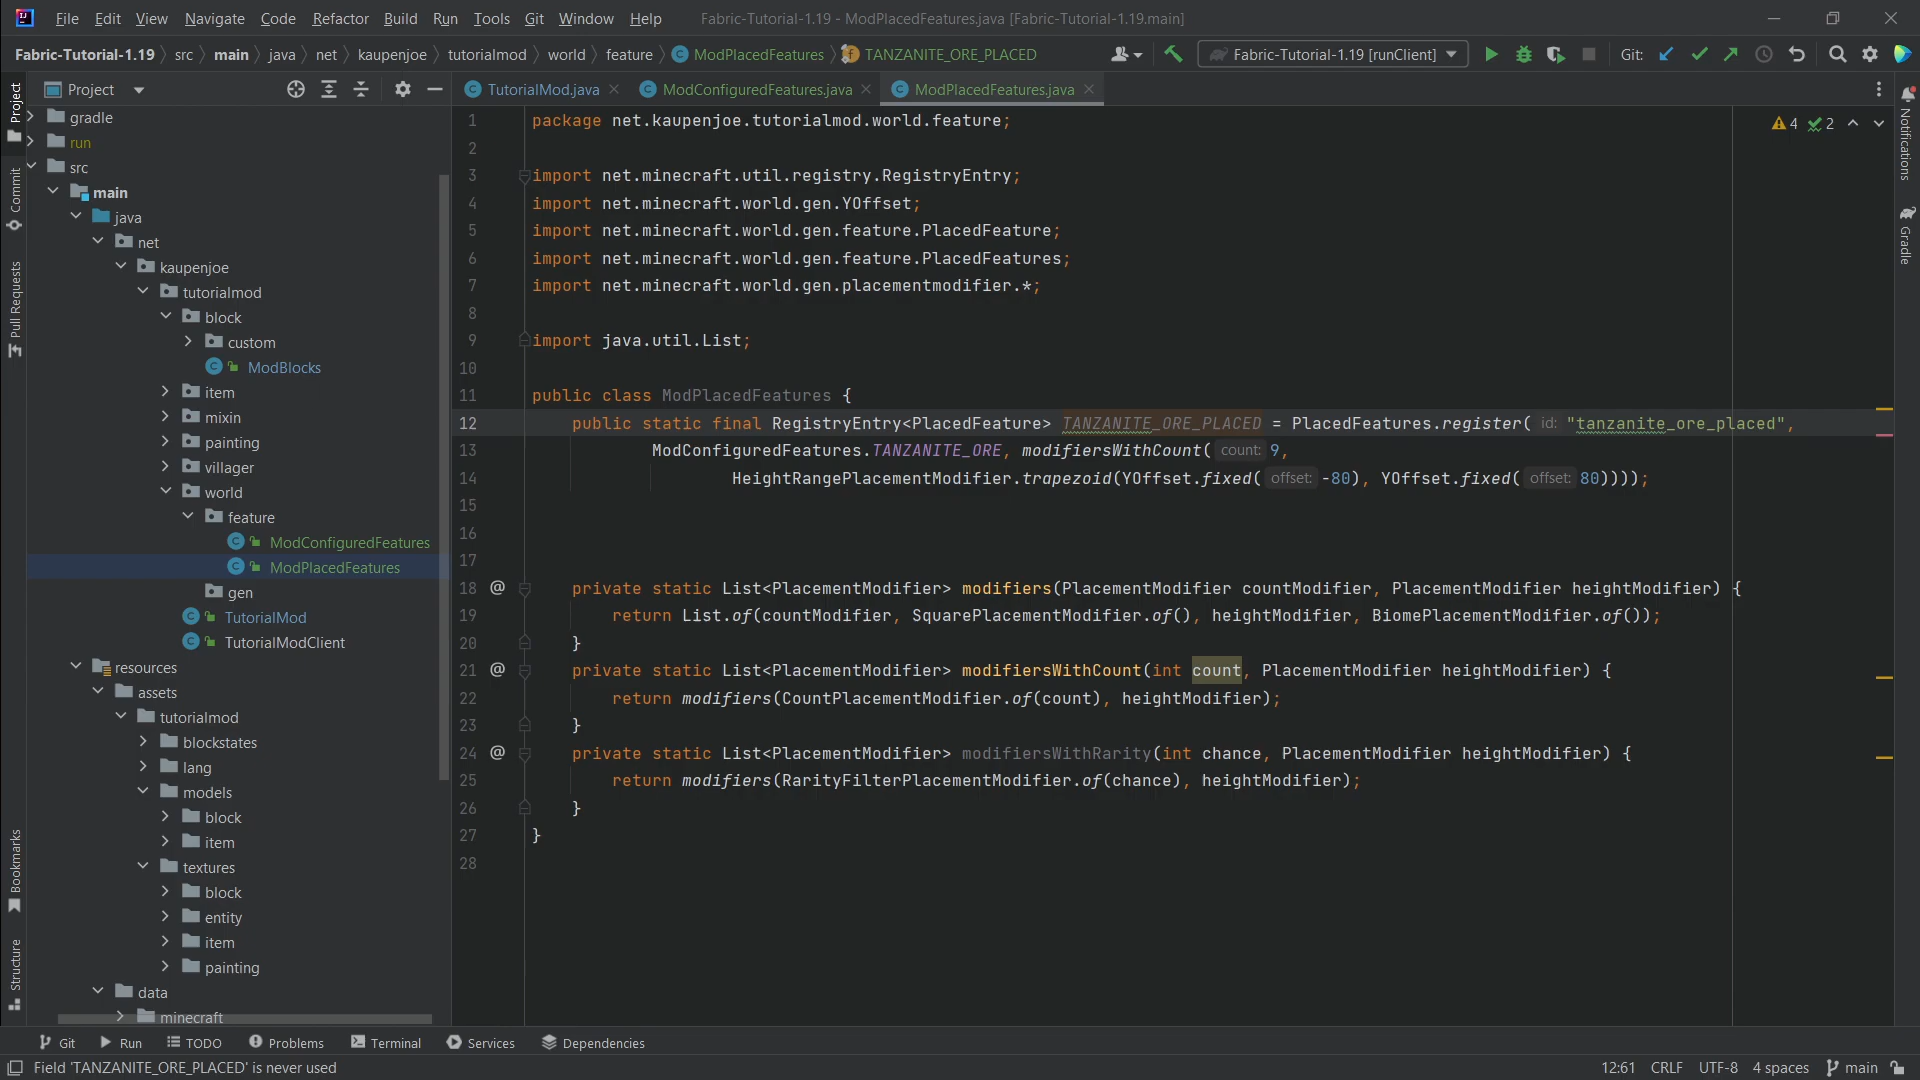 File Edit View Navigate Code Refactor Build Run Tools Git Window Help Fabric-Tutorial-1.19 - ModPlacedFeatures.java [Fabric-Tutorial-1.19.main]
Fabric-Tutorial-1.19 src main java net kaupenjoe tutorialmod world feature ModPlacedFeatures TANZANITE_ORE_PLACED Fabric-Tutorial-1.19 [runClient] Git:
Project
TutorialMod.java ModConfiguredFeatures.java ModPlacedFeatures.java
Project
Commit
Pull Requests
Bookmarks
Structure
gradle
run
src
main
java
net
kaupenjoe
tutorialmod
block
custom
ModBlocks
item
mixin
painting
villager
world
feature
ModConfiguredFeatures
ModPlacedFeatures
gen
TutorialMod
TutorialModClient
resources
assets
tutorialmod
blockstates
lang
models
block
item
textures
block
entity
item
painting
data
minecraft
4 2
1 package net.kaupenjoe.tutorialmod.world.feature;
2
3 import net.minecraft.util.registry.RegistryEntry;
4 import net.minecraft.world.gen.YOffset;
5 import net.minecraft.world.gen.feature.PlacedFeature;
6 import net.minecraft.world.gen.feature.PlacedFeatures;
7 import net.minecraft.world.gen.placementmodifier.*;
8
9 import java.util.List;
10
11 public class ModPlacedFeatures {
12 public static final RegistryEntry<PlacedFeature> TANZANITE_ORE_PLACED = PlacedFeatures.register( id: "tanzanite_ore_placed",
13 ModConfiguredFeatures.TANZANITE_ORE, modifiersWithCount( count: 9,
14 HeightRangePlacementModifier.trapezoid(YOffset.fixed( offset: -80), YOffset.fixed( offset: 80))));
15
16
17
18 @ private static List<PlacementModifier> modifiers(PlacementModifier countModifier, PlacementModifier heightModifier) {
19 return List.of(countModifier, SquarePlacementModifier.of(), heightModifier, BiomePlacementModifier.of());
20 }
21 @ private static List<PlacementModifier> modifiersWithCount(int count, PlacementModifier heightModifier) {
22 return modifiers(CountPlacementModifier.of(count), heightModifier);
23 }
24 @ private static List<PlacementModifier> modifiersWithRarity(int chance, PlacementModifier heightModifier) {
25 return modifiers(RarityFilterPlacementModifier.of(chance), heightModifier);
26 }
27 }
28
Notifications
Gradle
Git Run TODO Problems Terminal Services Dependencies
Field 'TANZANITE_ORE_PLACED' is never used 12:61 CRLF UTF-8 4 spaces main